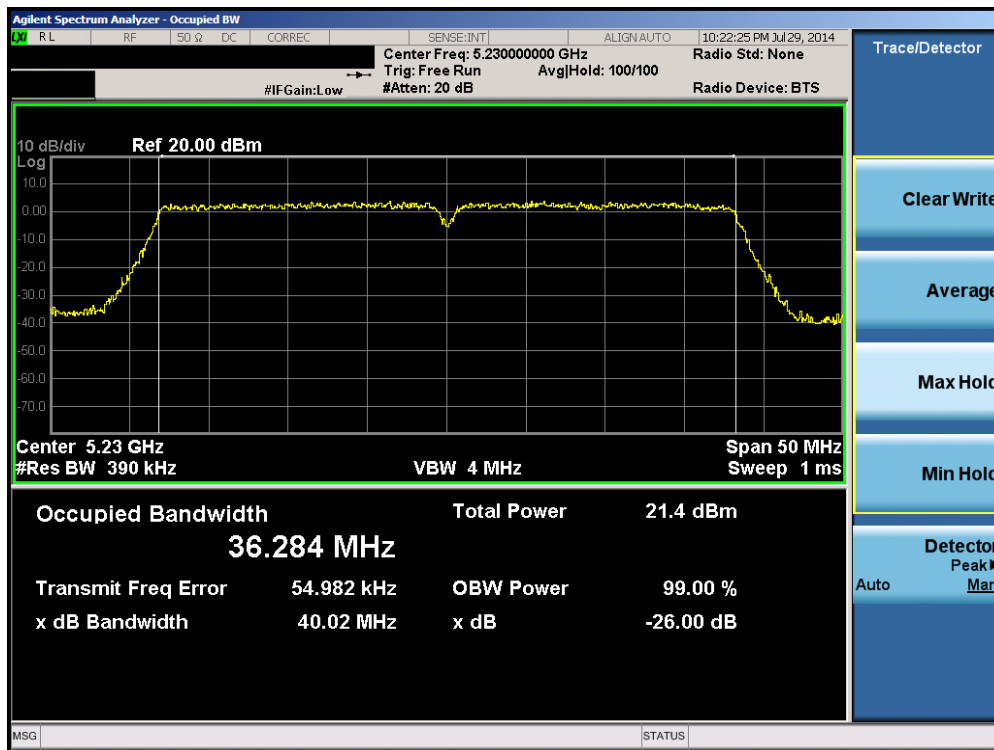 Agilent Spectrum Analyzer - Occupied BW
LXI RL RF 50 Ω DC CORREC SENSE:INT ALIGN AUTO 10:22:25 PM Jul 29, 2014
Center Freq: 5.230000000 GHz Radio Std: None
Trig: Free Run Avg|Hold: 100/100
#IFGain:Low #Atten: 20 dB Radio Device: BTS
10 dB/div Ref 20.00 dBm
Log
10.0
0.00
-10.0
-20.0
-30.0
-40.0
-50.0
-60.0
-70.0
Center 5.23 GHz Span 50 MHz
#Res BW 390 kHz VBW 4 MHz Sweep 1 ms
Occupied Bandwidth Total Power 21.4 dBm
36.284 MHz
Transmit Freq Error 54.982 kHz OBW Power 99.00 %
x dB Bandwidth 40.02 MHz x dB -26.00 dB
MSG STATUS
Trace/Detector
Clear Write
Average
Max Hold
Min Hold
Detector
Peak
Auto Man